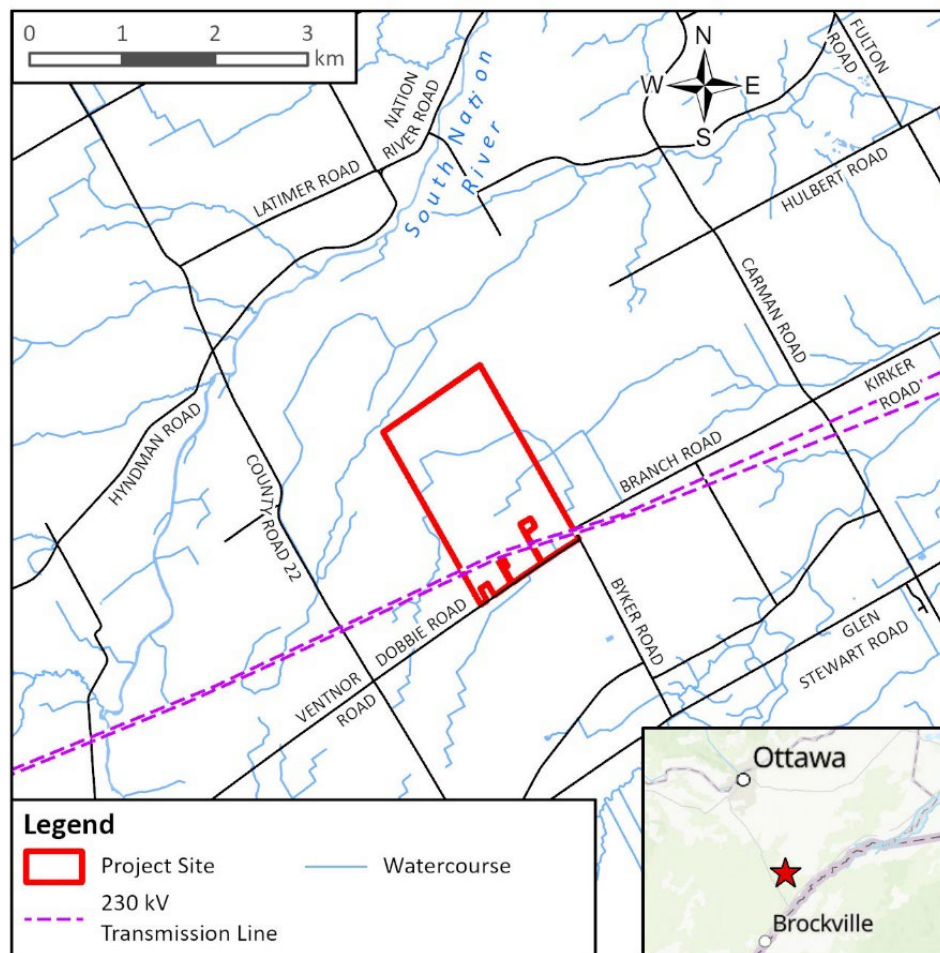 0 1 2 3
km
N
W E
S
FULTON
ROAD
NATION
RIVER ROAD
South Nation
River
LATIMER ROAD
HULBERT ROAD
CARMAN ROAD
KIRKER
ROAD
HYNDMAN ROAD
BRANCH ROAD
COUNTY ROAD 22
BYKER ROAD
DOBBIE ROAD
GLEN
STEWART ROAD
VENTNOR
ROAD
Ottawa
Brockville
Legend
Project Site
Watercourse
230 kV
Transmission Line